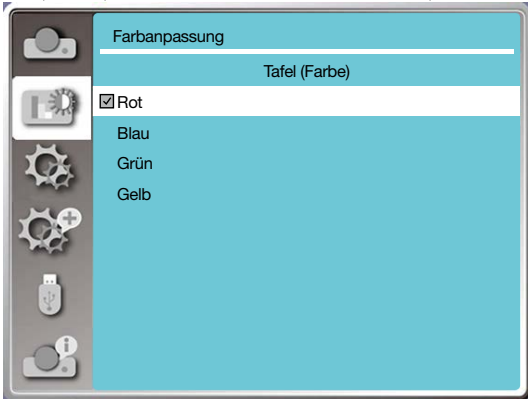 Farbanpassung
Tafel (Farbe)
Rot
Blau
Grün
Gelb